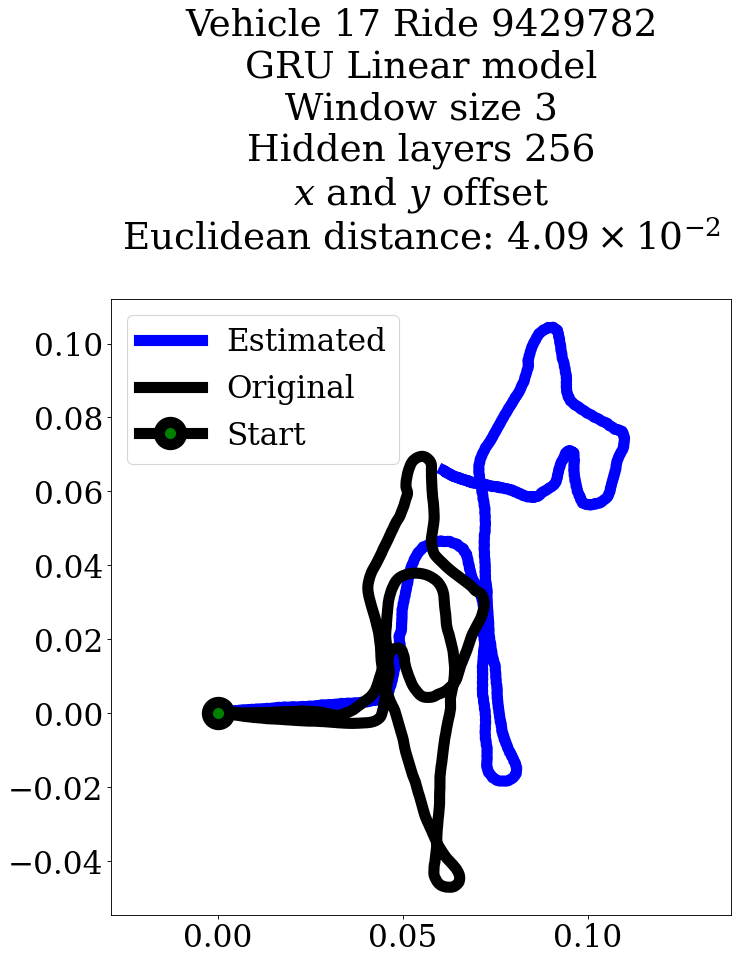 Vehicle 17 Ride 9429782
GRU Linear model
Window size 3
Hidden layers 256
x and y offset
Euclidean distance: 4.09 × 10⁻²
Estimated
Original
Start
0.10
0.08
0.06
0.04
0.02
0.00
−0.02
−0.04
0.00 0.05 0.10